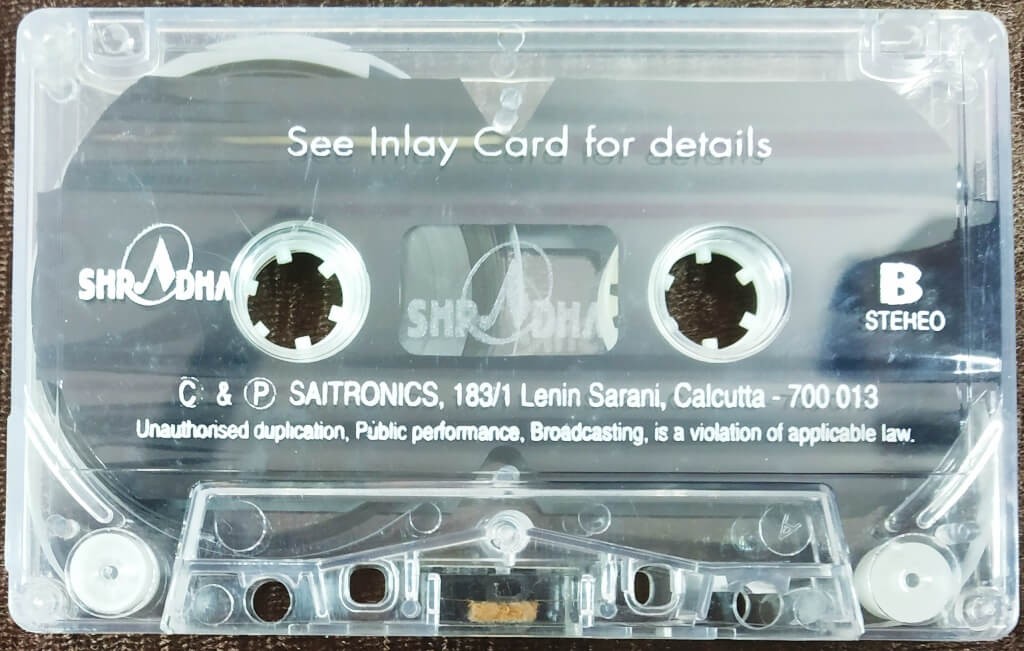 See Inlay Card for details
SHRADHA
SHRADHA
B
STEREO
© & ℗ SAITRONICS, 183/1 Lenin Sarani, Calcutta - 700 013
Unauthorised duplication, Public performance, Broadcasting, is a violation of applicable law.
A